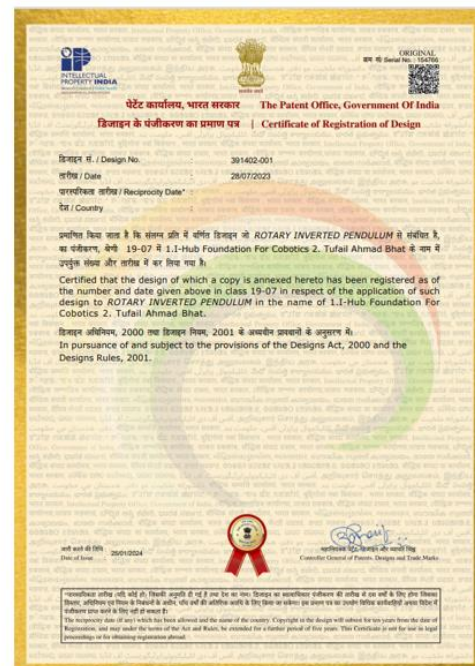 ORIGINAL
क्रम सं/ Serial No. : 154766
INTELLECTUAL
PROPERTY INDIA
पेटेंट कार्यालय, भारत सरकार
The Patent Office, Government Of India
डिजाइन के पंजीकरण का प्रमाण पत्र | Certificate of Registration of Design
डिजाइन सं. / Design No. 391402-001
तारीख / Date 28/07/2023
पारस्परिकता तारीख / Reciprocity Date* :
देश / Country
प्रमाणित किया जाता है कि संलग्न प्रति में वर्णित डिजाइन जो ROTARY INVERTED PENDULUM से संबंधित है,
का पंजीकरण, श्रेणी 19-07 में 1.I-Hub Foundation For Cobotics 2. Tufail Ahmad Bhat के नाम में
उपर्युक्त संख्या और तारीख में कर लिया गया है।
Certified that the design of which a copy is annexed hereto has been registered as of
the number and date given above in class 19-07 in respect of the application of such
design to ROTARY INVERTED PENDULUM in the name of 1.I-Hub Foundation For
Cobotics 2. Tufail Ahmad Bhat.
डिजाइन अधिनियम, 2000 तथा डिजाइन नियम, 2001 के अध्यधीन प्रावधानों के अनुसरण में।
In pursuance of and subject to the provisions of the Designs Act, 2000 and the
Designs Rules, 2001.
जारी करने की तिथि
Date of Issue 25/01/2024
महानियंत्रक पेटेंट, डिजाइन और व्यापार चिह्न
Controller General of Patents, Designs and Trade Marks
The reciprocity date (if any) which has been allowed and the name of the country. Copyright in the design will subsist for ten years from the date of
Registration, and may under the terms of the Act and Rules, be extended for a further period of five years. This Certificate is not for use in legal
proceedings or for obtaining registration abroad.